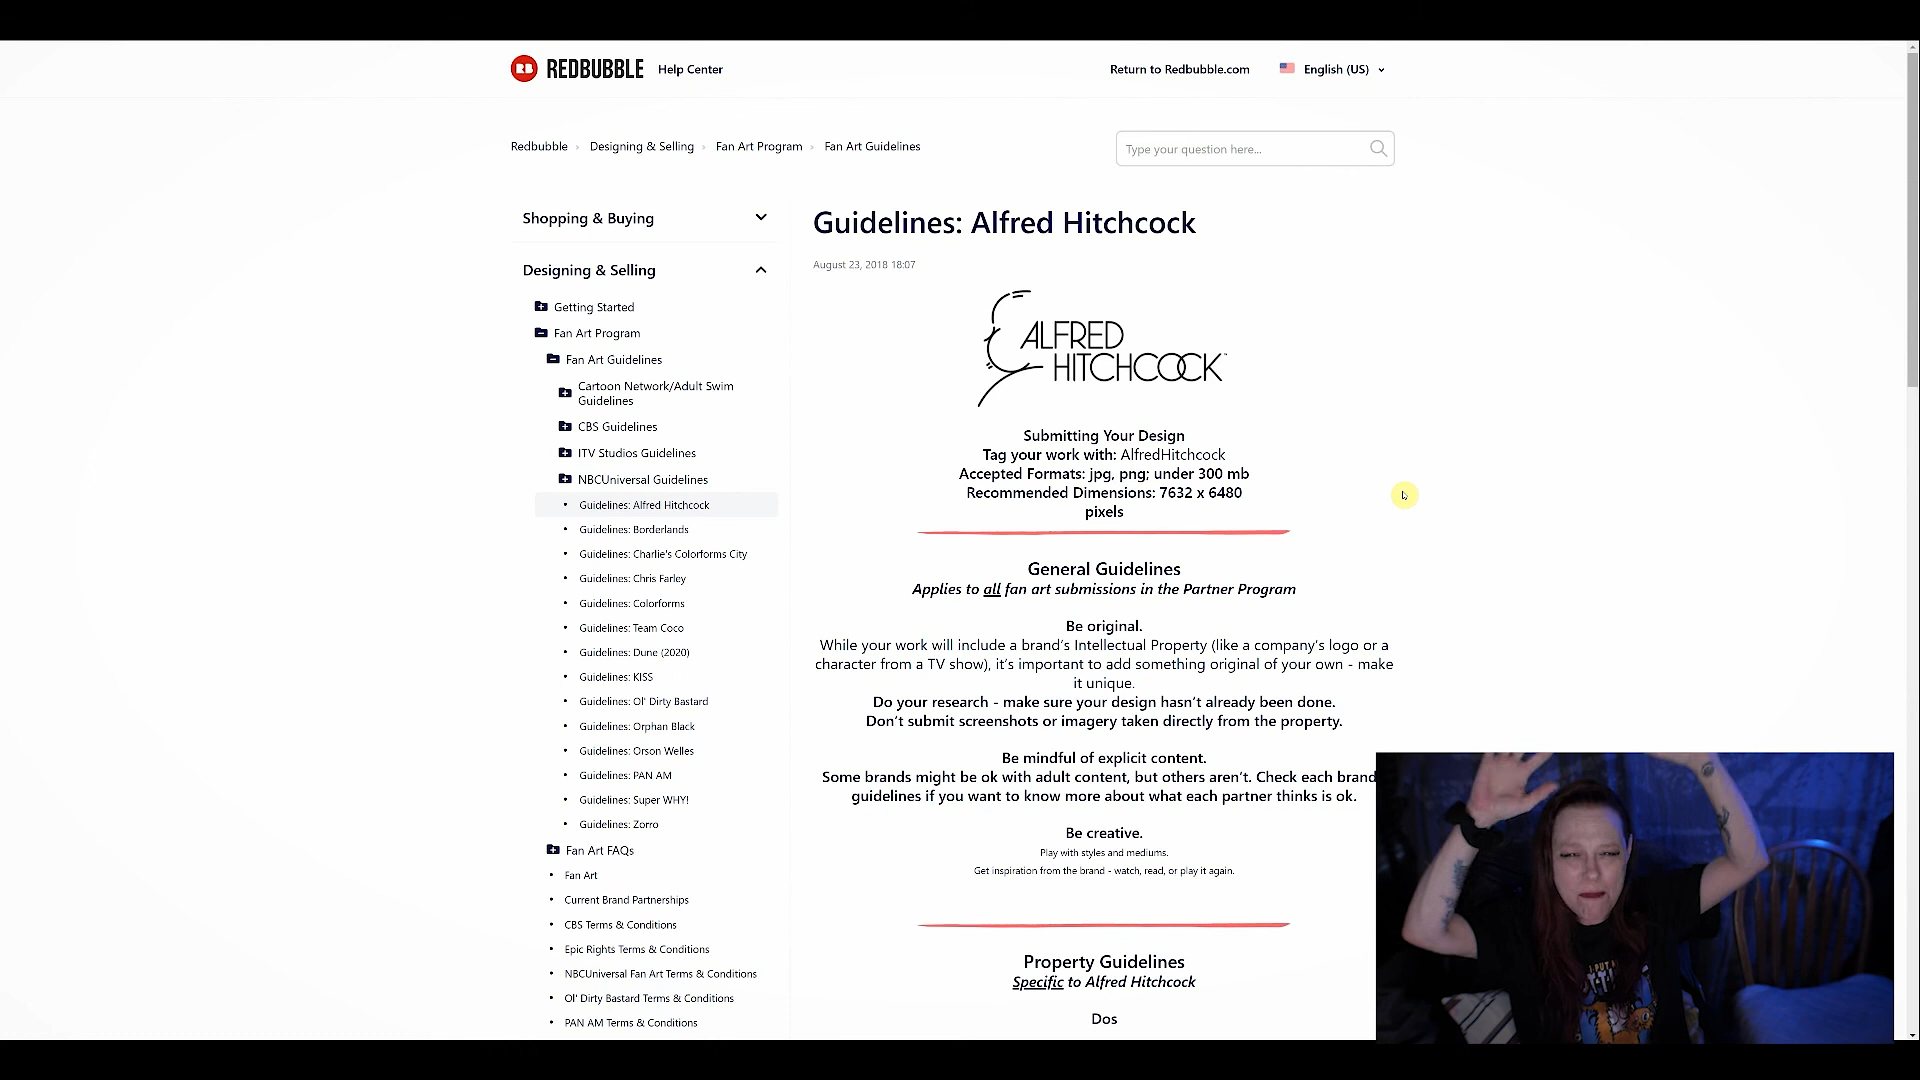 REDBUBBLE Help Center
Return to Redbubble.com
English (US)
Redbubble
Designing & Selling
Fan Art Program
Fan Art Guidelines
Type your question here...
Shopping & Buying
Designing & Selling
Getting Started
Fan Art Program
Fan Art Guidelines
Cartoon Network/Adult Swim
Guidelines
CBS Guidelines
ITV Studios Guidelines
NBCUniversal Guidelines
Guidelines: Alfred Hitchcock
Guidelines: Borderlands
Guidelines: Charlie's Colorforms City
Guidelines: Chris Farley
Guidelines: Colorforms
Guidelines: Team Coco
Guidelines: Dune (2020)
Guidelines: KISS
Guidelines: Ol' Dirty Bastard
Guidelines: Orphan Black
Guidelines: Orson Welles
Guidelines: PAN AM
Guidelines: Super WHY!
Guidelines: Zorro
Fan Art FAQs
Fan Art
Current Brand Partnerships
CBS Terms & Conditions
Epic Rights Terms & Conditions
NBCUniversal Fan Art Terms & Conditions
Ol' Dirty Bastard Terms & Conditions
PAN AM Terms & Conditions
Guidelines: Alfred Hitchcock
August 23, 2018 18:07
ALFRED
HITCHCOCK
Submitting Your Design
Tag your work with: AlfredHitchcock
Accepted Formats: jpg, png; under 300 mb
Recommended Dimensions: 7632 x 6480
pixels
General Guidelines
Applies to all fan art submissions in the Partner Program
Be original.
While your work will include a brand's Intellectual Property (like a company's logo or a
character from a TV show), it's important to add something original of your own - make
it unique.
Do your research - make sure your design hasn't already been done.
Don't submit screenshots or imagery taken directly from the property.
Be mindful of explicit content.
Some brands might be ok with adult content, but others aren't. Check each brand
guidelines if you want to know more about what each partner thinks is ok.
Be creative.
Play with styles and mediums.
Get inspiration from the brand - watch, read, or play it again.
Property Guidelines
Specific to Alfred Hitchcock
Dos